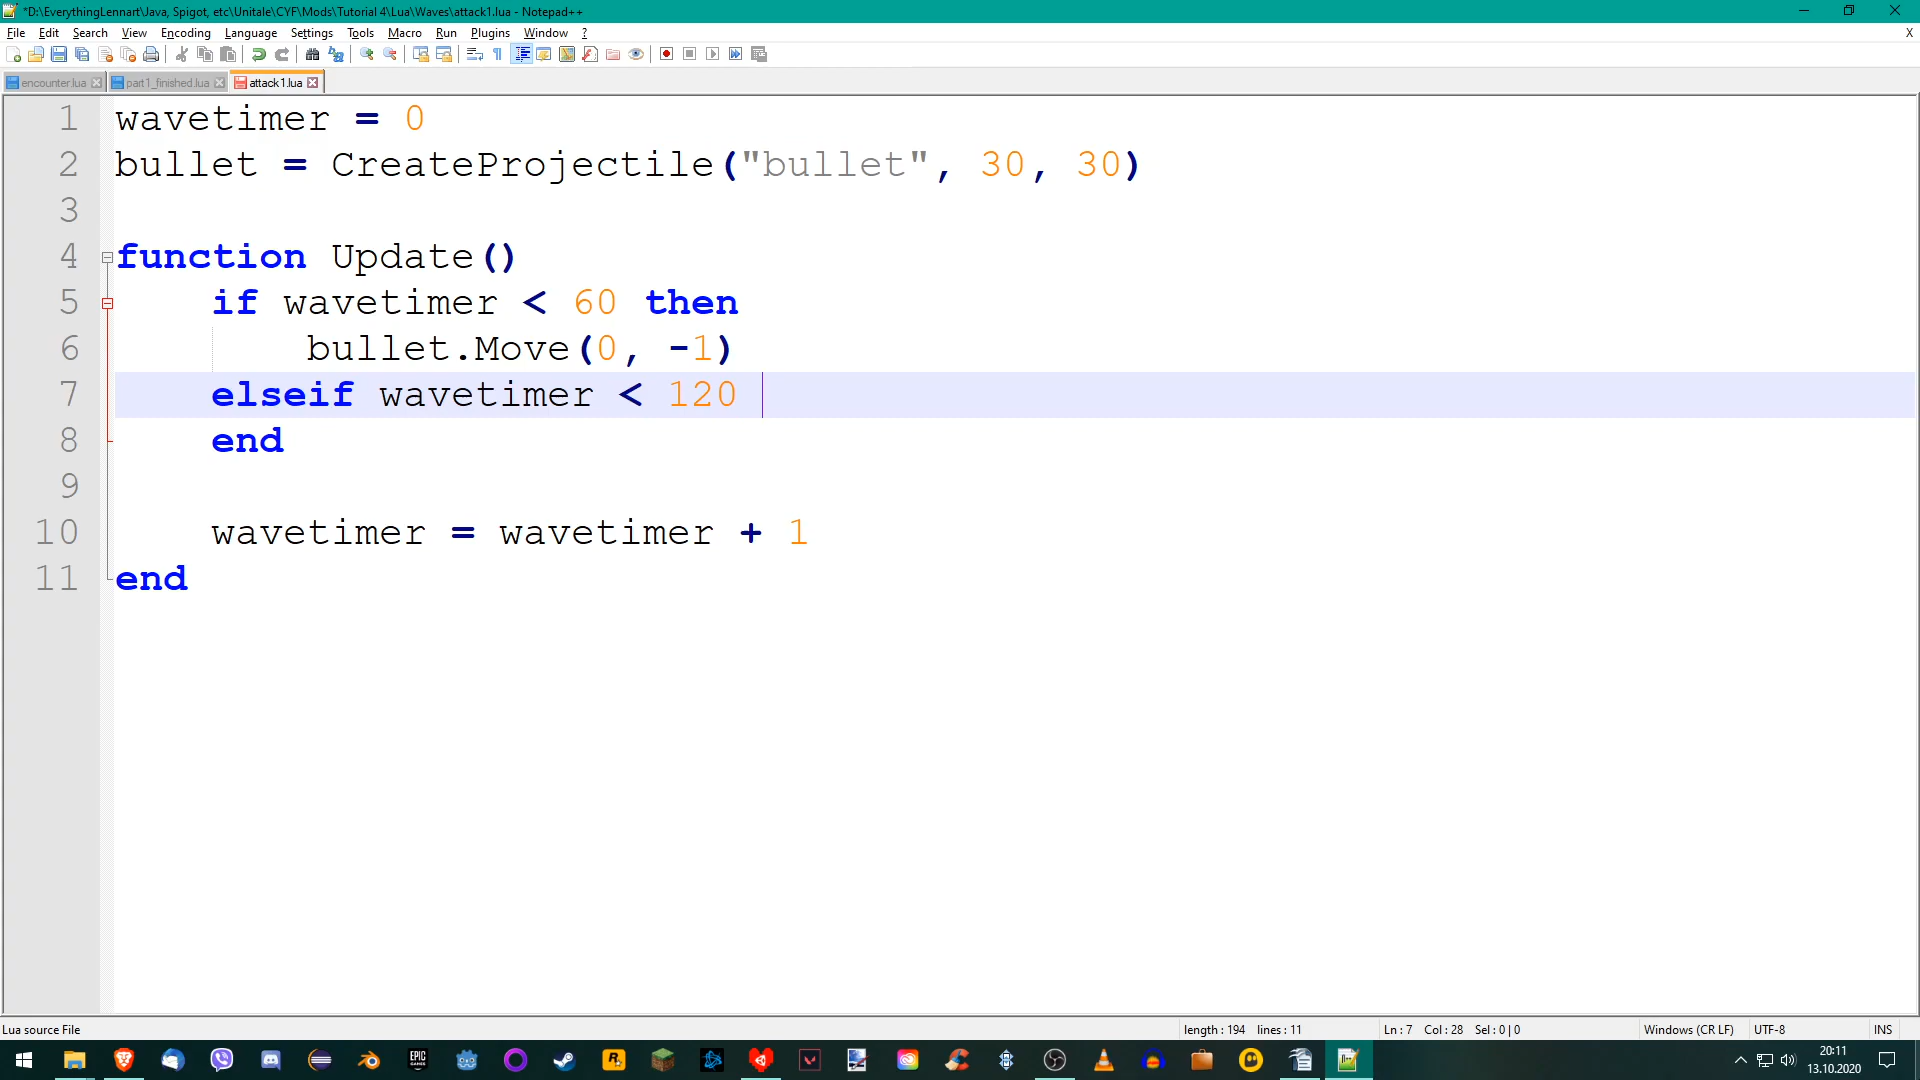 *D:\EverythingLennart\Java, Spigot, etc\Unitale\CYF\Mods\Tutorial 4\Lua\Waves\attack1.lua - Notepad++
File Edit Search View Encoding Language Settings Tools Macro Run Plugins Window ? X
encounter.lua part1_finished.lua attack1.lua
1 wavetimer = 0
2 bullet = CreateProjectile("bullet", 30, 30)
3
4 function Update()
5 if wavetimer < 60 then
6 bullet.Move(0, -1)
7 elseif wavetimer < 120
8 end
9
10 wavetimer = wavetimer + 1
11 end
Lua source File length : 194 lines : 11 Ln : 7 Col : 28 Sel : 0 | 0 Windows (CR LF) UTF-8 INS
EPIC GAMES
20:11
13.10.2020